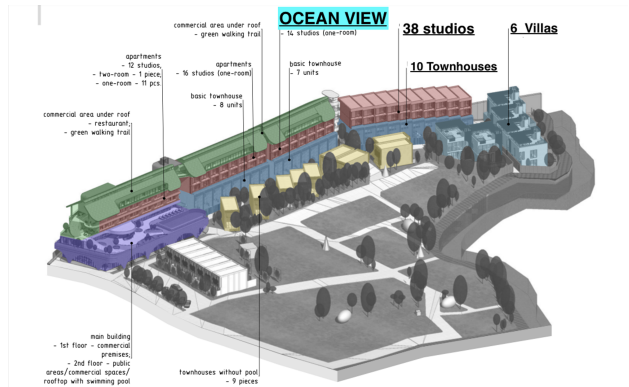 OCEAN VIEW
commercial area under roof
- green walking trail
- 14 studios (one-room)
38 studios
6 Villas
10 Townhouses
apartments
- 12 studios,
- two-room - 1 piece,
- one-room - 11 pcs.
apartments
- 16 studios (one-room)
basic townhouse
- 7 units
basic townhouse
- 8 units
commercial area under roof
- restaurant;
- green walking trail
main building
- 1st floor - commercial
premises;
- 2nd floor - public
areas/commercial spaces/
rooftop with swimming pool
townhouses without pool
- 9 pieces